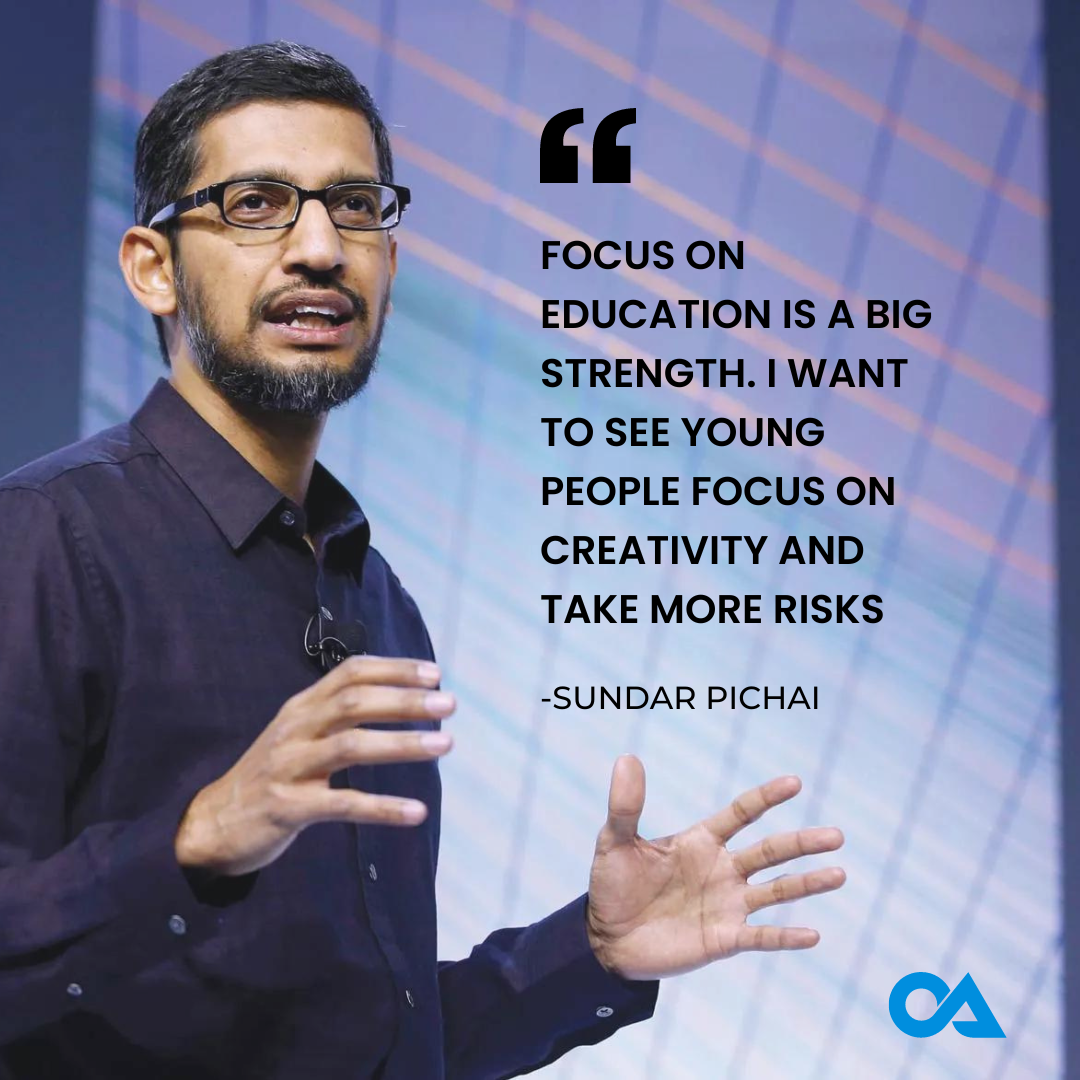 “
FOCUS ON
EDUCATION IS A BIG
STRENGTH. I WANT
TO SEE YOUNG
PEOPLE FOCUS ON
CREATIVITY AND
TAKE MORE RISKS
-SUNDAR PICHAI
OA